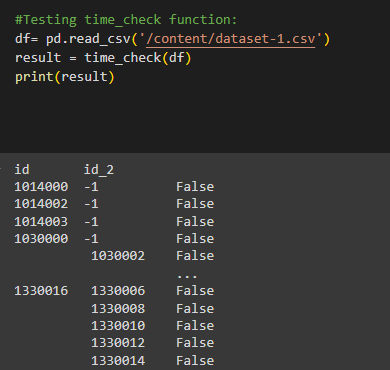 #Testing time_check function:
df= pd.read_csv('/content/dataset-1.csv')
result = time_check(df)
print(result)
id       id_2
1014000  -1         False
1014002  -1         False
1014003  -1         False
1030000  -1         False
          1030002    False
                     ...
1330016   1330006    False
          1330008    False
          1330010    False
          1330012    False
          1330014    False